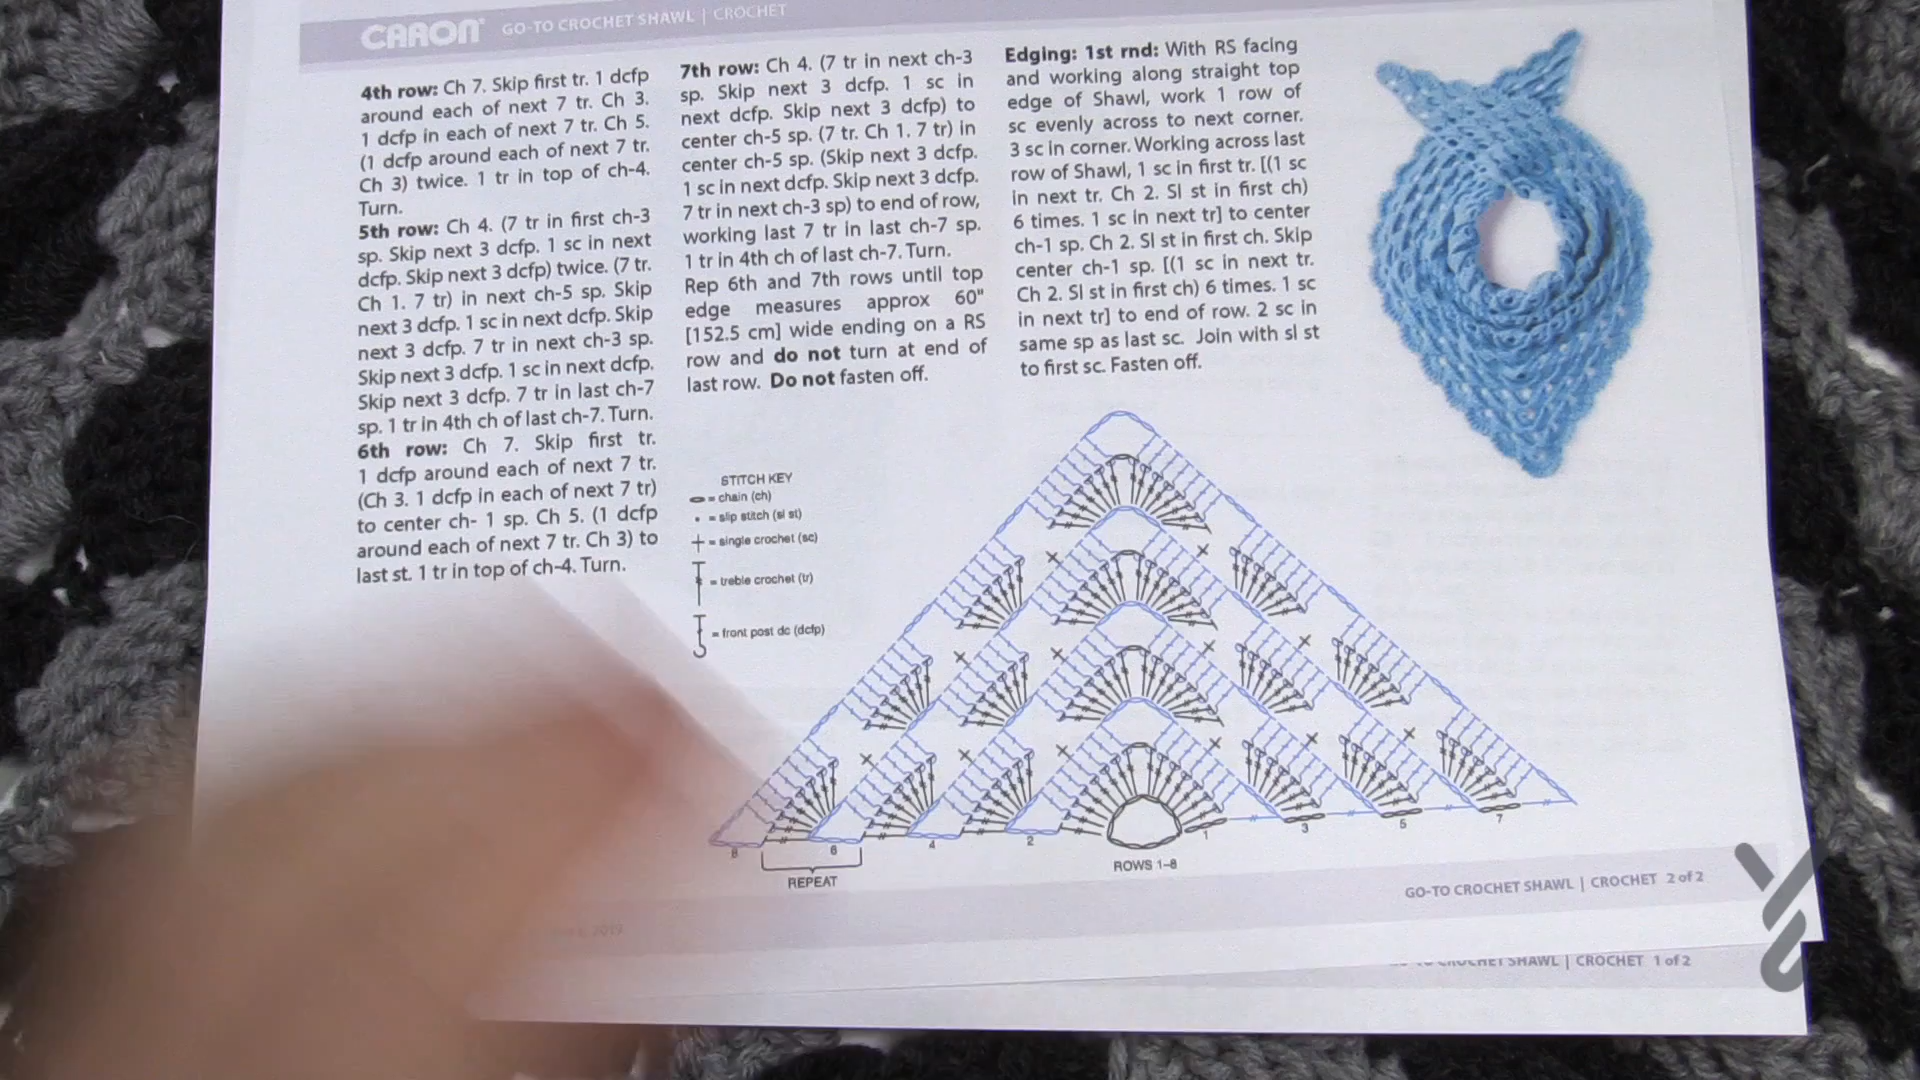 CARON® GO-TO CROCHET SHAWL | CROCHET
4th row: Ch 7. Skip first tr. 1 dcfp
around each of next 7 tr. Ch 3.
1 dcfp in each of next 7 tr. Ch 5.
(1 dcfp around each of next 7 tr.
Ch 3) twice. 1 tr in top of ch-4.
Turn.
5th row: Ch 4. (7 tr in first ch-3
sp. Skip next 3 dcfp. 1 sc in next
dcfp. Skip next 3 dcfp) twice. (7 tr.
Ch 1. 7 tr) in next ch-5 sp. Skip
next 3 dcfp. 1 sc in next dcfp. Skip
next 3 dcfp. 7 tr in next ch-3 sp.
Skip next 3 dcfp. 1 sc in next dcfp.
Skip next 3 dcfp. 7 tr in last ch-7
sp. 1 tr in 4th ch of last ch-7. Turn.
6th row: Ch 7. Skip first tr.
1 dcfp around each of next 7 tr.
(Ch 3. 1 dcfp in each of next 7 tr)
to center ch- 1 sp. Ch 5. (1 dcfp
around each of next 7 tr. Ch 3) to
last st. 1 tr in top of ch-4. Turn.
7th row: Ch 4. (7 tr in next ch-3
sp. Skip next 3 dcfp. 1 sc in
next dcfp. Skip next 3 dcfp) to
center ch-5 sp. (7 tr. Ch 1. 7 tr) in
center ch-5 sp. (Skip next 3 dcfp.
1 sc in next dcfp. Skip next 3 dcfp.
7 tr in next ch-3 sp) to end of row,
working last 7 tr in last ch-7 sp.
1 tr in 4th ch of last ch-7. Turn.
Rep 6th and 7th rows until top
edge measures approx 60"
[152.5 cm] wide ending on a RS
row and do not turn at end of
last row. Do not fasten off.
Edging: 1st rnd: With RS facing
and working along straight top
edge of Shawl, work 1 row of
sc evenly across to next corner.
3 sc in corner. Working across last
row of Shawl, 1 sc in first tr. [(1 sc
in next tr. Ch 2. Sl st in first ch)
6 times. 1 sc in next tr] to center
ch-1 sp. Ch 2. Sl st in first ch. Skip
center ch-1 sp. [(1 sc in next tr.
Ch 2. Sl st in first ch) 6 times. 1 sc
in next tr] to end of row. 2 sc in
same sp as last sc. Join with sl st
to first sc. Fasten off.
STITCH KEY
= chain (ch)
= slip stitch (sl st)
= single crochet (sc)
= treble crochet (tr)
= front post dc (dcfp)
8 6 4 2 1 3 5 7
REPEAT
ROWS 1–8
GO-TO CROCHET SHAWL | CROCHET 2 of 2
2019
CROCHET SHAWL | CROCHET 1 of 2